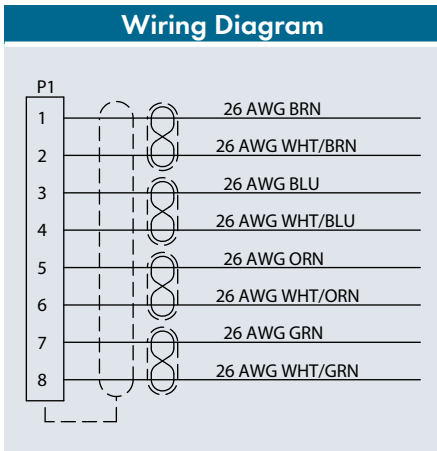 Wiring Diagram
P1
1 26 AWG BRN
2 26 AWG WHT/BRN
3 26 AWG BLU
4 26 AWG WHT/BLU
5 26 AWG ORN
6 26 AWG WHT/ORN
7 26 AWG GRN
8 26 AWG WHT/GRN